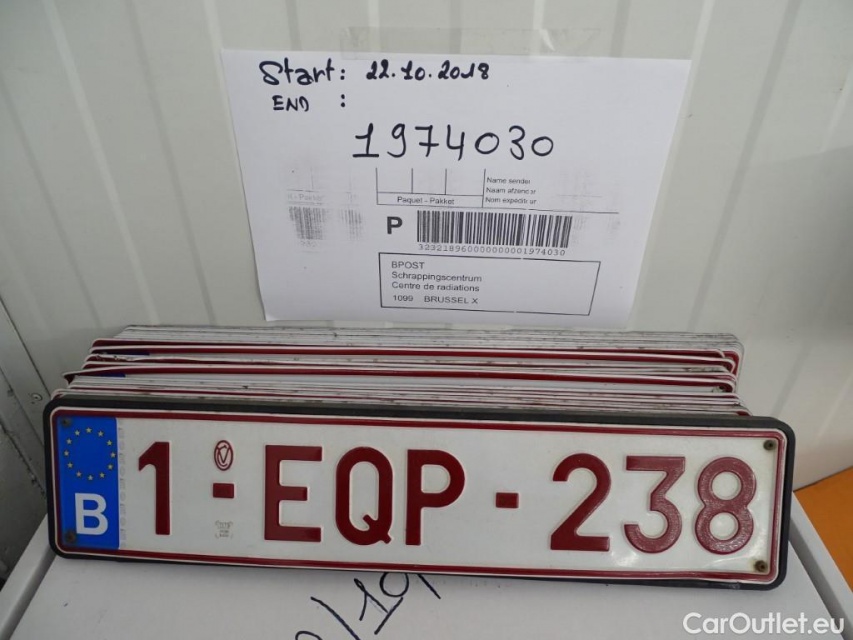 Start: 22.10.2018
END :
1974030
Name sender
Naam afzender
Paquet - Pakket
Nom expediteur
P
323218960000000001974030
BPOST
Schrappingscentrum
Centre de radiations
1099 BRUSSEL X
B 1-EQP-238
CarOutlet.eu